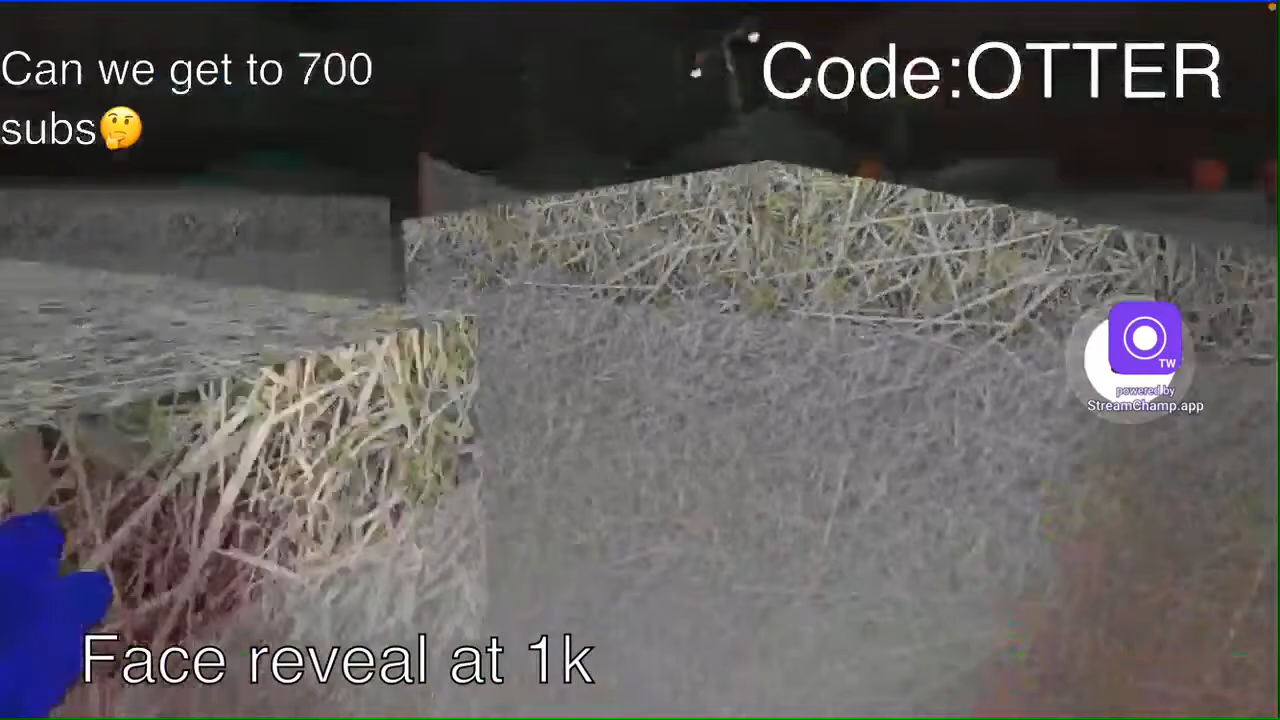 Can we get to 700
subs🤔
Code:OTTER
TW
powered by
StreamChamp.app
Face reveal at 1k